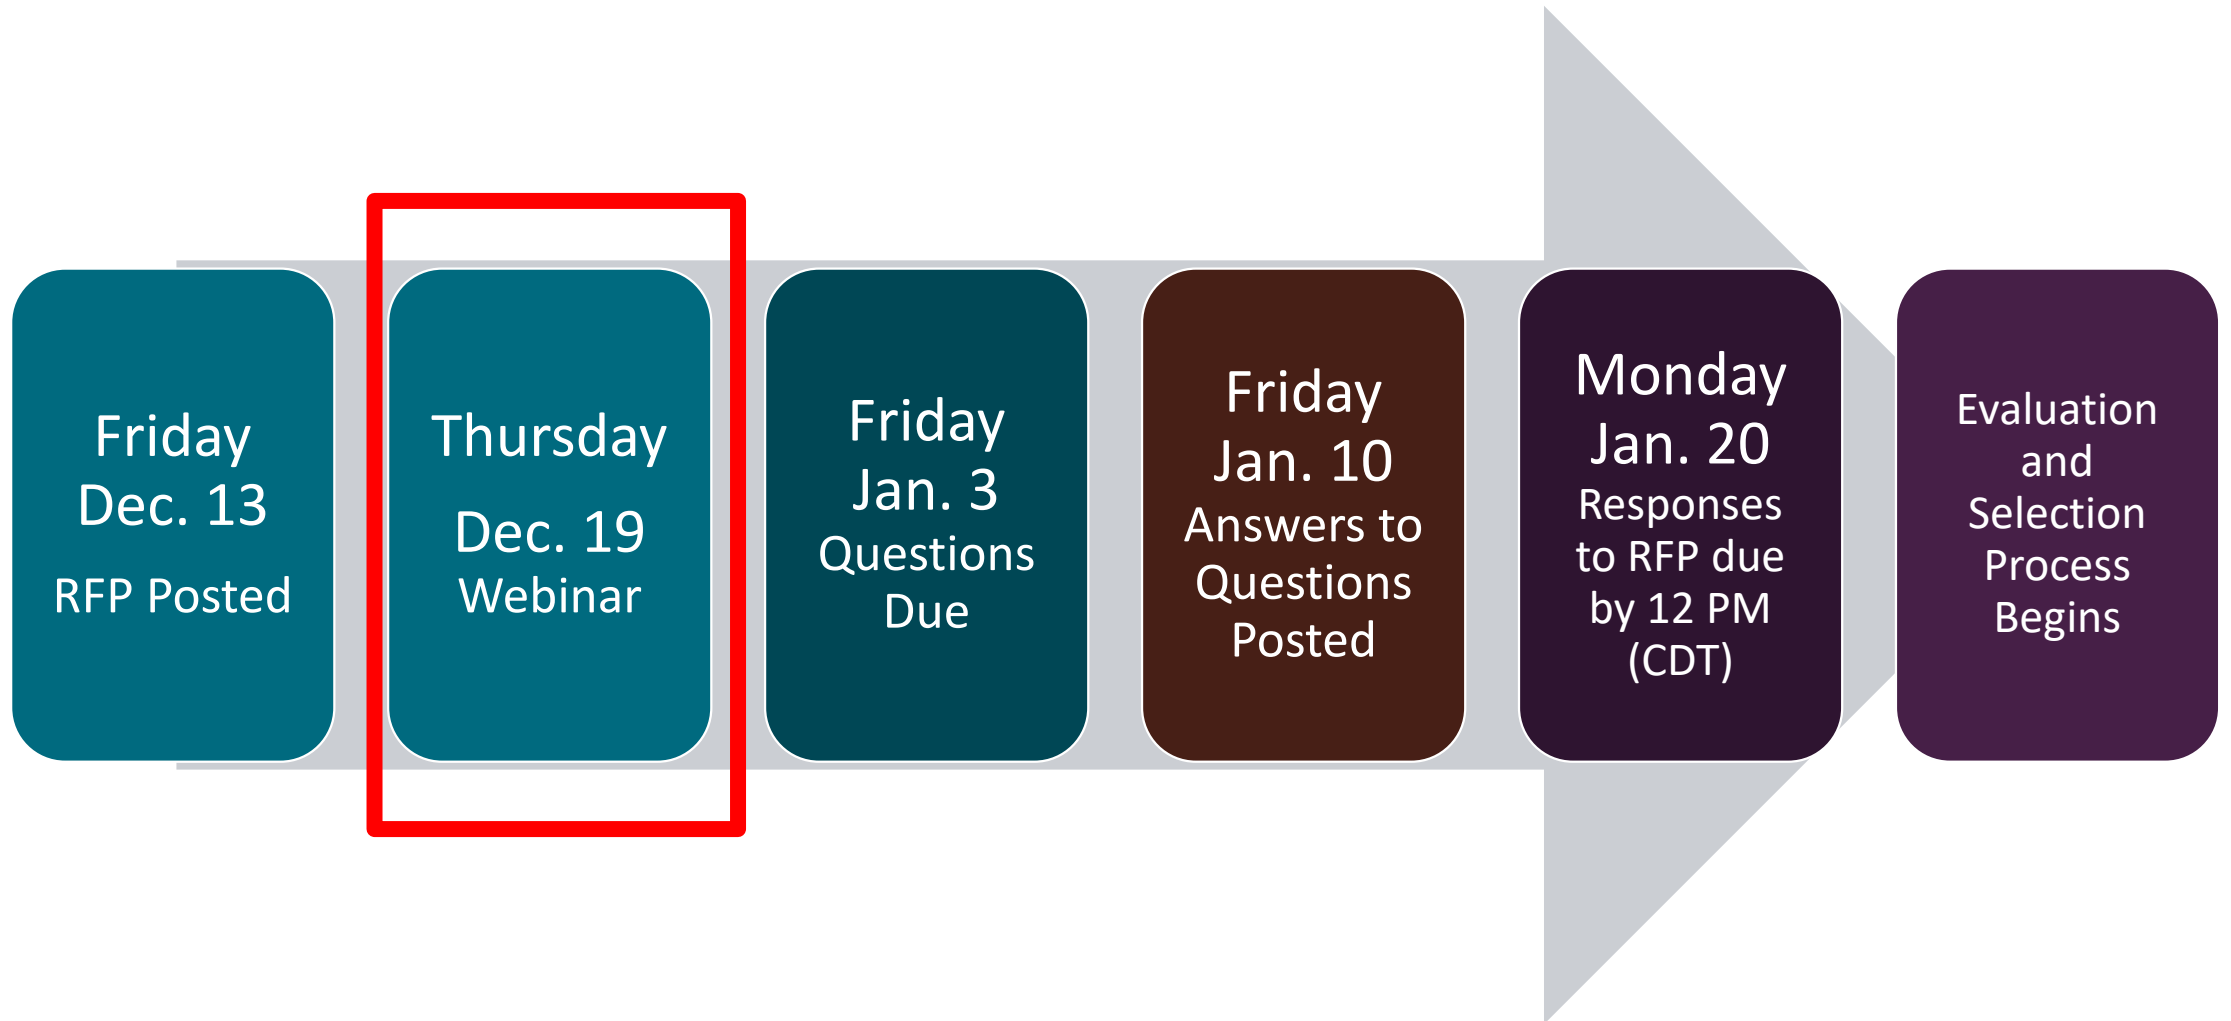 Friday
Dec. 13
RFP Posted
Thursday
Dec. 19
Webinar
Friday
Jan. 3
Questions
Due
Friday
Jan. 10
Answers to
Questions
Posted
Monday
Jan. 20
Responses
to RFP due
by 12 PM
(CDT)
Evaluation
and
Selection
Process
Begins